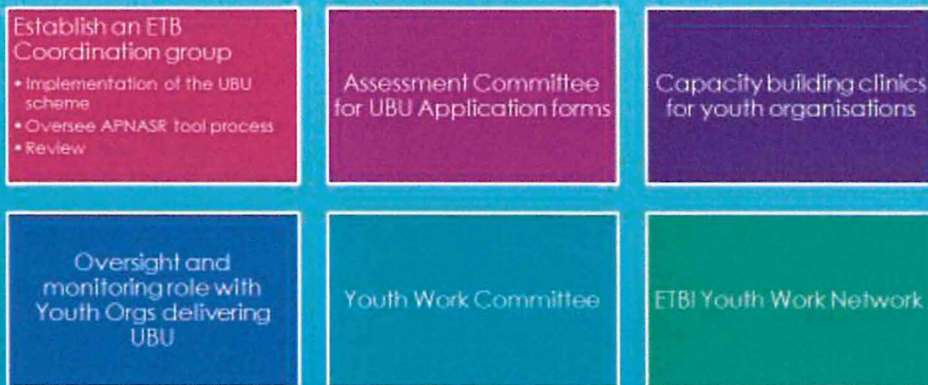 Establish an ETB
Coordination group
• Implementation of the UBU
scheme
• Oversee APNASR tool process
• Review
Assessment Committee
for UBU Application forms
Capacity building clinics
for youth organisations
Oversight and
monitoring role with
Youth Orgs delivering
UBU
Youth Work Committee
ETBI Youth Work Network